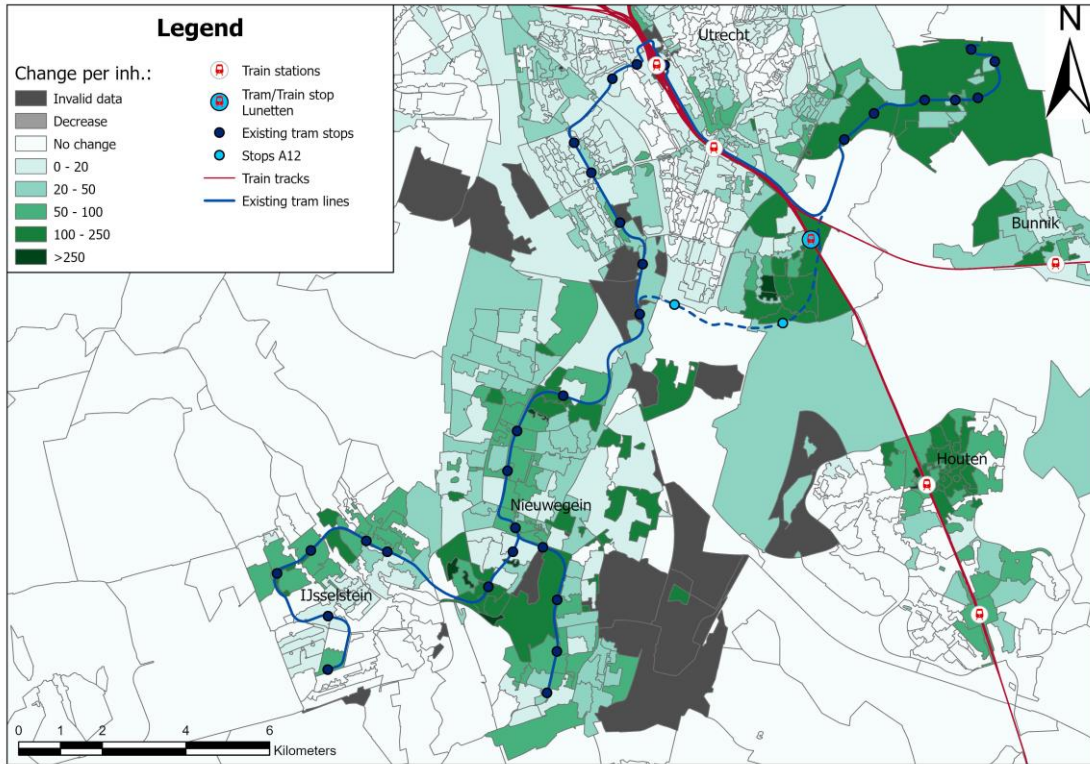 Legend
Change per inh.:
Invalid data
Decrease
No change
0 - 20
20 - 50
50 - 100
100 - 250
>250
Train stations
Tram/Train stop
Lunetten
Existing tram stops
Stops A12
Train tracks
Existing tram lines
N
Utrecht
Bunnik
Houten
Nieuwegein
IJsselstein
0 1 2 4 6
Kilometers